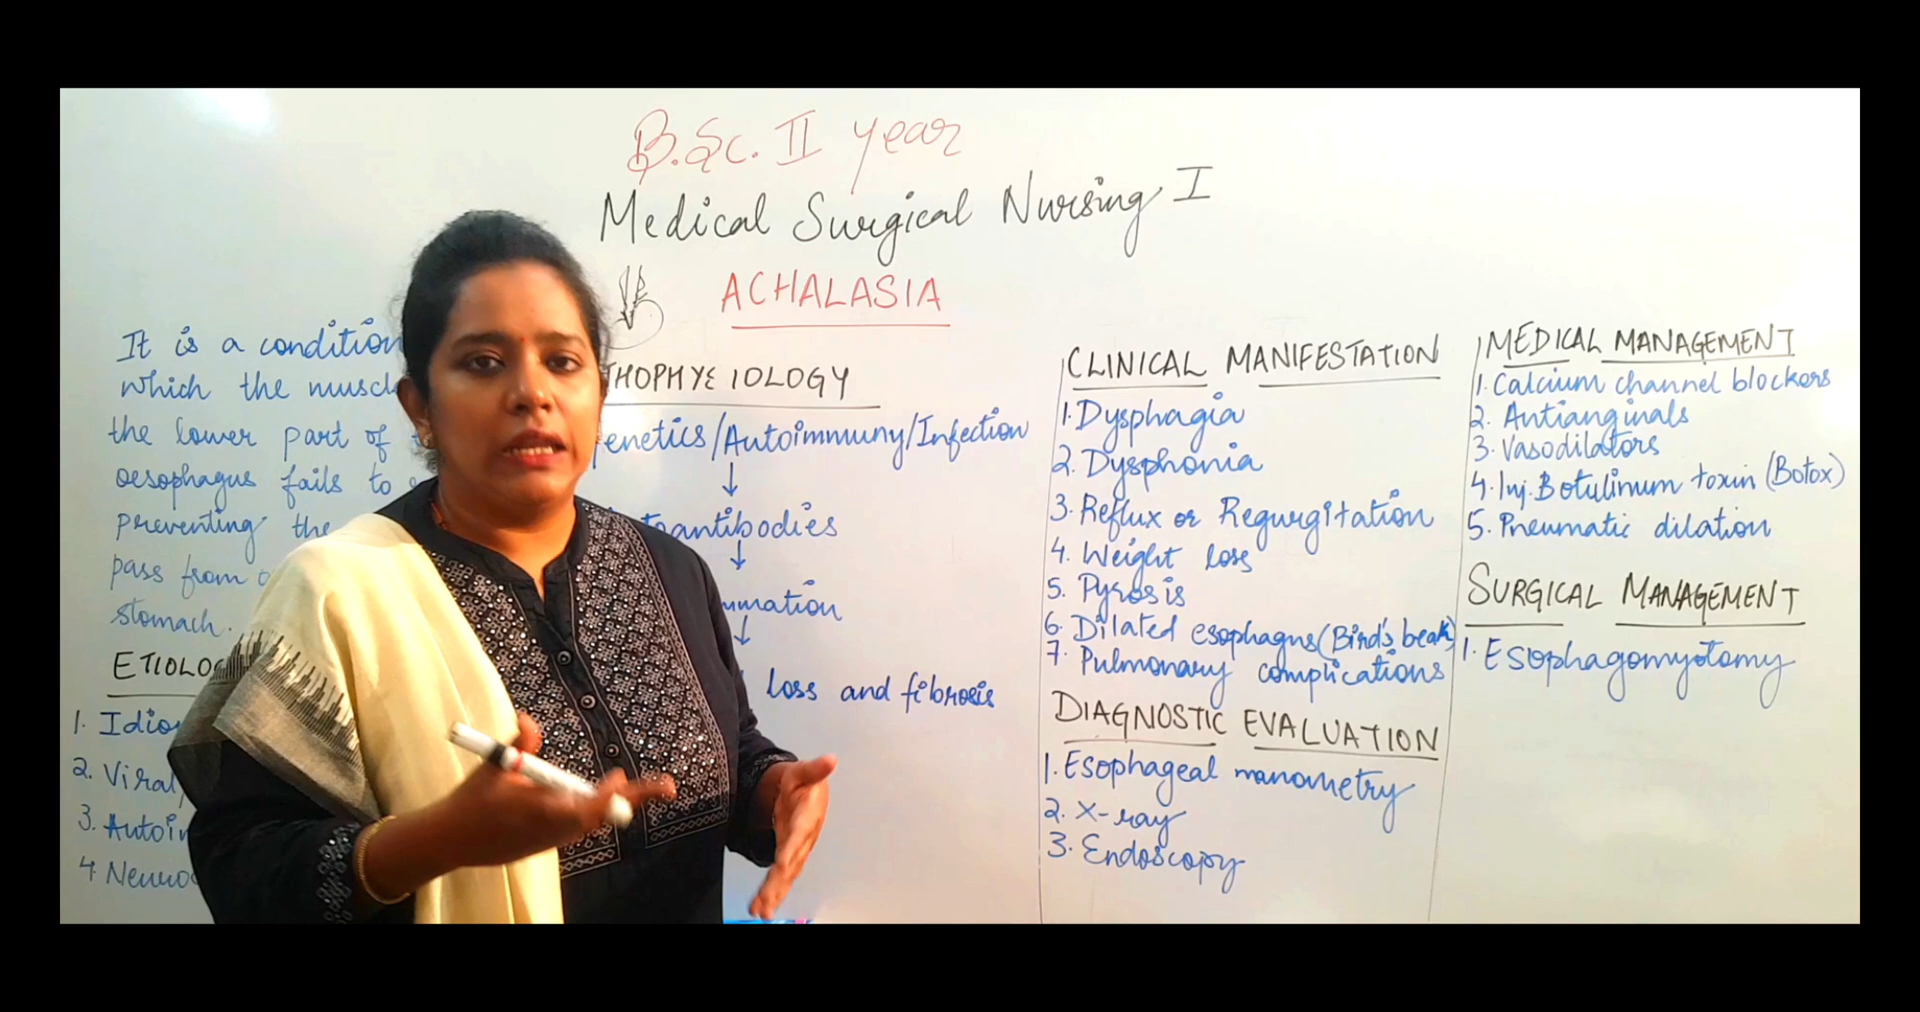 B.Sc. II year
Medical Surgical Nursing I
ACHALASIA
It is a condition
which the muscl
the lower part of
oesophagus fails to
preventing the
pass from
stomach.
ETIOLOG
1. Idio
2. Viral
3. Autoim
4. Neuro
THOPHYSIOLOGY
enetics/Autoimmuny/Infection
↓
toantibodies
↓
mmation
↓
loss and fibrosis
CLINICAL MANIFESTATION
1. Dysphagia
2. Dysphonia
3. Reflux or Regurgitation
4. Weight loss
5. Pyrosis
6. Dilated esophagus (Bird's beak)
7. Pulmonary complications
DIAGNOSTIC EVALUATION
1. Esophageal manometry
2. X-ray
3. Endoscopy
MEDICAL MANAGEMENT
1. Calcium channel blockers
2. Antianginals
3. Vasodilators
4. Inj. Botulinum toxin (Botox)
5. Pneumatic dilation
SURGICAL MANAGEMENT
1. Esophagomyotomy